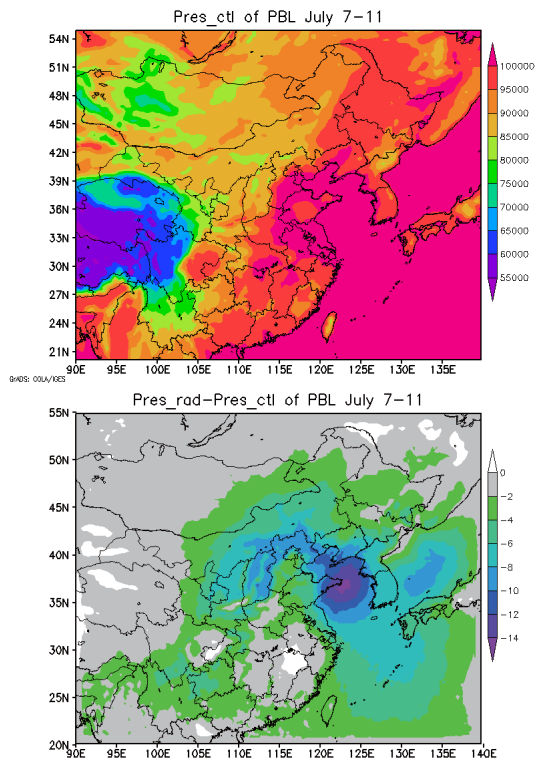 Pres_ctl of PBL July 7-11
54N
51N
48N
45N
42N
39N
36N
33N
30N
27N
24N
21N
90E 95E 100E 105E 110E 115E 120E 125E 130E 135E
100000
95000
90000
85000
80000
75000
70000
65000
60000
55000
GrADS: COLA/IGES
Pres_rad-Pres_ctl of PBL July 7-11
55N
50N
45N
40N
35N
30N
25N
20N
90E 95E 100E 105E 110E 115E 120E 125E 130E 135E 140E
0
-2
-4
-6
-8
-10
-12
-14